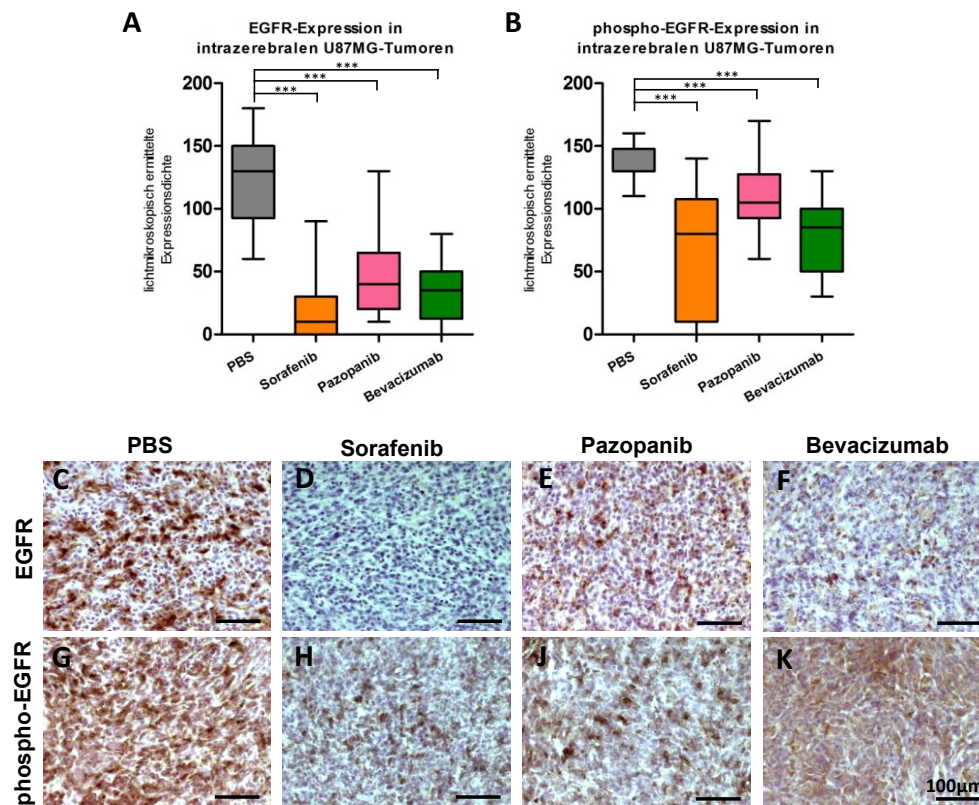 A
EGFR-Expression in
intrazerebralen U87MG-Tumoren
lichtmikroskopisch ermittelte
Expressionsdichte
200
150
100
50
0
***
***
***
PBS
Sorafenib
Pazopanib
Bevacizumab
B
phospho-EGFR-Expression in
intrazerebralen U87MG-Tumoren
lichtmikroskopisch ermittelte
Expressionsdichte
200
150
100
50
0
***
***
***
PBS
Sorafenib
Pazopanib
Bevacizumab
PBS
Sorafenib
Pazopanib
Bevacizumab
EGFR
C
D
E
F
phospho-EGFR
G
H
J
K
100µm